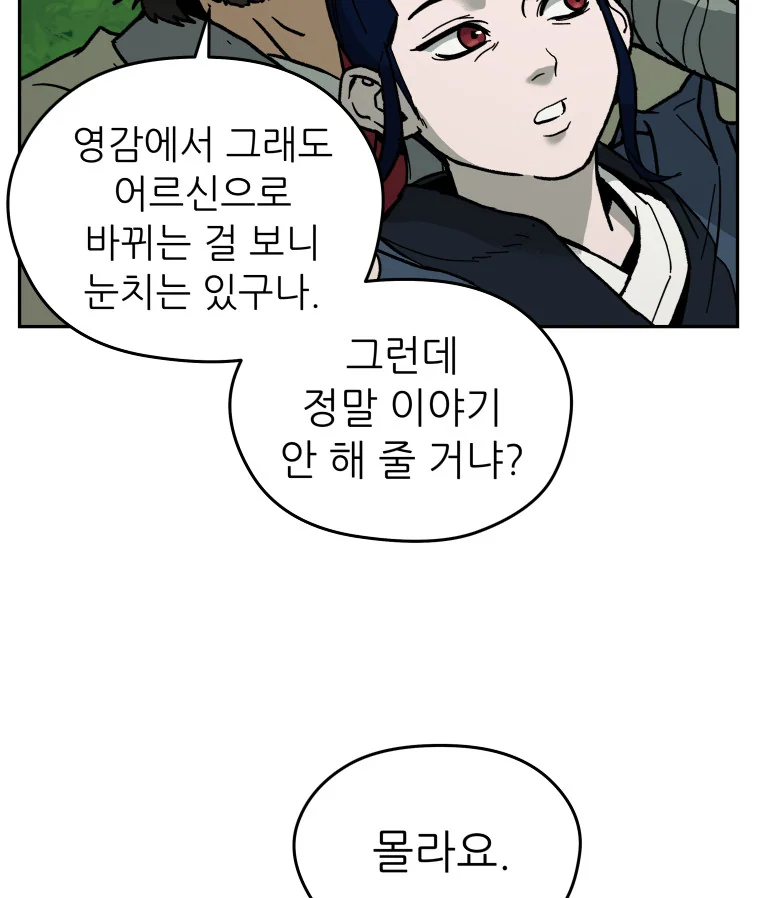 영감에서 그래도
어르신으로
바뀌는 걸 보니
눈치는 있구나.
그런데
정말 이야기
안 해 줄 거냐?
몰라요.